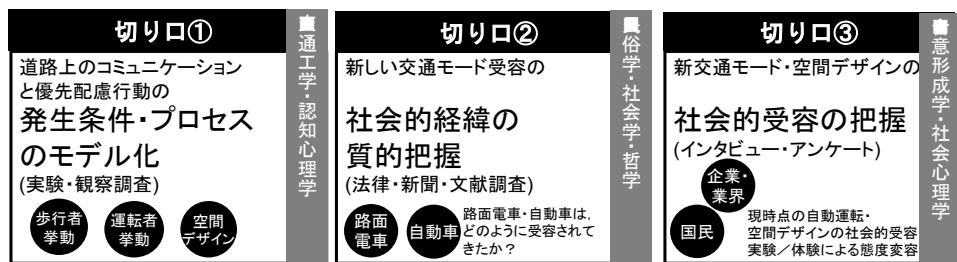 切り口①
道路上のコミュニケーション
と優先配慮行動の
発生条件・プロセス
のモデル化
(実験・観察調査)
歩行者
挙動
運転者
挙動
空間
デザイン
通工学・認知心理学
切り口②
新しい交通モード受容の
社会的経緯の
質的把握
(法律・新聞・文献調査)
路面
電車
自動車
路面電車・自動車は,
どのように受容されて
きたか？
俗学・社会学・哲学
切り口③
新交通モード・空間デザインの
社会的受容の把握
(インタビュー・アンケート)
企業・
業界
国民
現時点の自動運転・
空間デザインの社会的受容
実験／体験による態度変容
意形成学・社会心理学